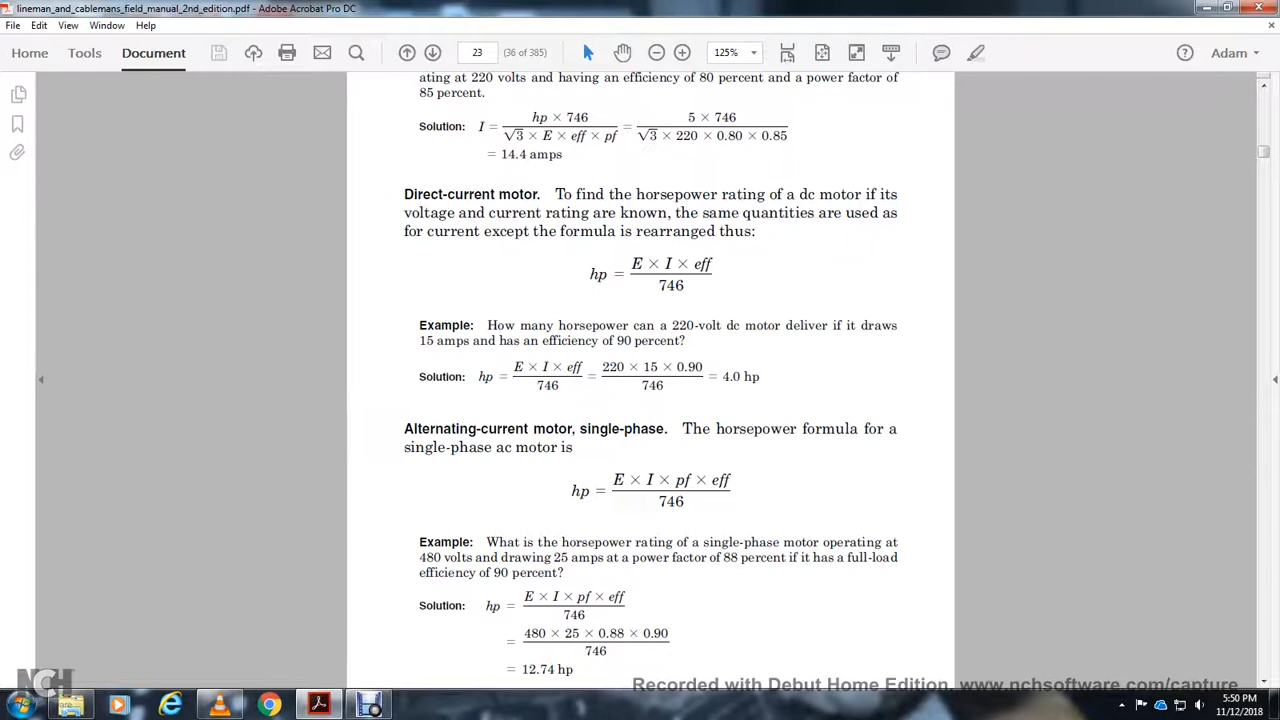 lineman_and_cablemans_field_manual_2nd_edition.pdf - Adobe Acrobat Pro DC
File Edit View Window Help
Home Tools Document 23 (36 of 385) 125% Adam
ating at 220 volts and having an efficiency of 80 percent and a power factor of
85 percent.
Solution: I = hp × 746 / √3 × E × eff × pf = 5 × 746 / √3 × 220 × 0.80 × 0.85
= 14.4 amps
Direct-current motor. To find the horsepower rating of a dc motor if its
voltage and current rating are known, the same quantities are used as
for current except the formula is rearranged thus:
hp = E × I × eff / 746
Example: How many horsepower can a 220-volt dc motor deliver if it draws
15 amps and has an efficiency of 90 percent?
Solution: hp = E × I × eff / 746 = 220 × 15 × 0.90 / 746 = 4.0 hp
Alternating-current motor, single-phase. The horsepower formula for a
single-phase ac motor is
hp = E × I × pf × eff / 746
Example: What is the horsepower rating of a single-phase motor operating at
480 volts and drawing 25 amps at a power factor of 88 percent if it has a full-load
efficiency of 90 percent?
Solution: hp = E × I × pf × eff / 746
= 480 × 25 × 0.88 × 0.90 / 746
= 12.74 hp
NCH
Recorded with Debut Home Edition. www.nchsoftware.com/capture
5:50 PM
11/12/2018